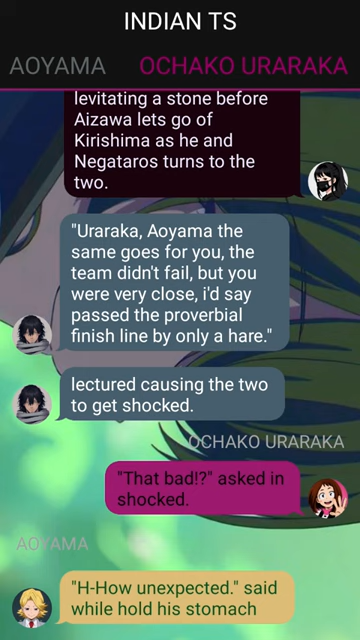 INDIAN TS
AOYAMA OCHAKO URARAKA
levitating a stone before
Aizawa lets go of
Kirishima as he and
Negataros turns to the
two.
"Uraraka, Aoyama the
same goes for you, the
team didn't fail, but you
were very close, i'd say
passed the proverbial
finish line by only a hare."
lectured causing the two
to get shocked.
OCHAKO URARAKA
"That bad!?" asked in
shocked.
AOYAMA
"H-How unexpected." said
while hold his stomach